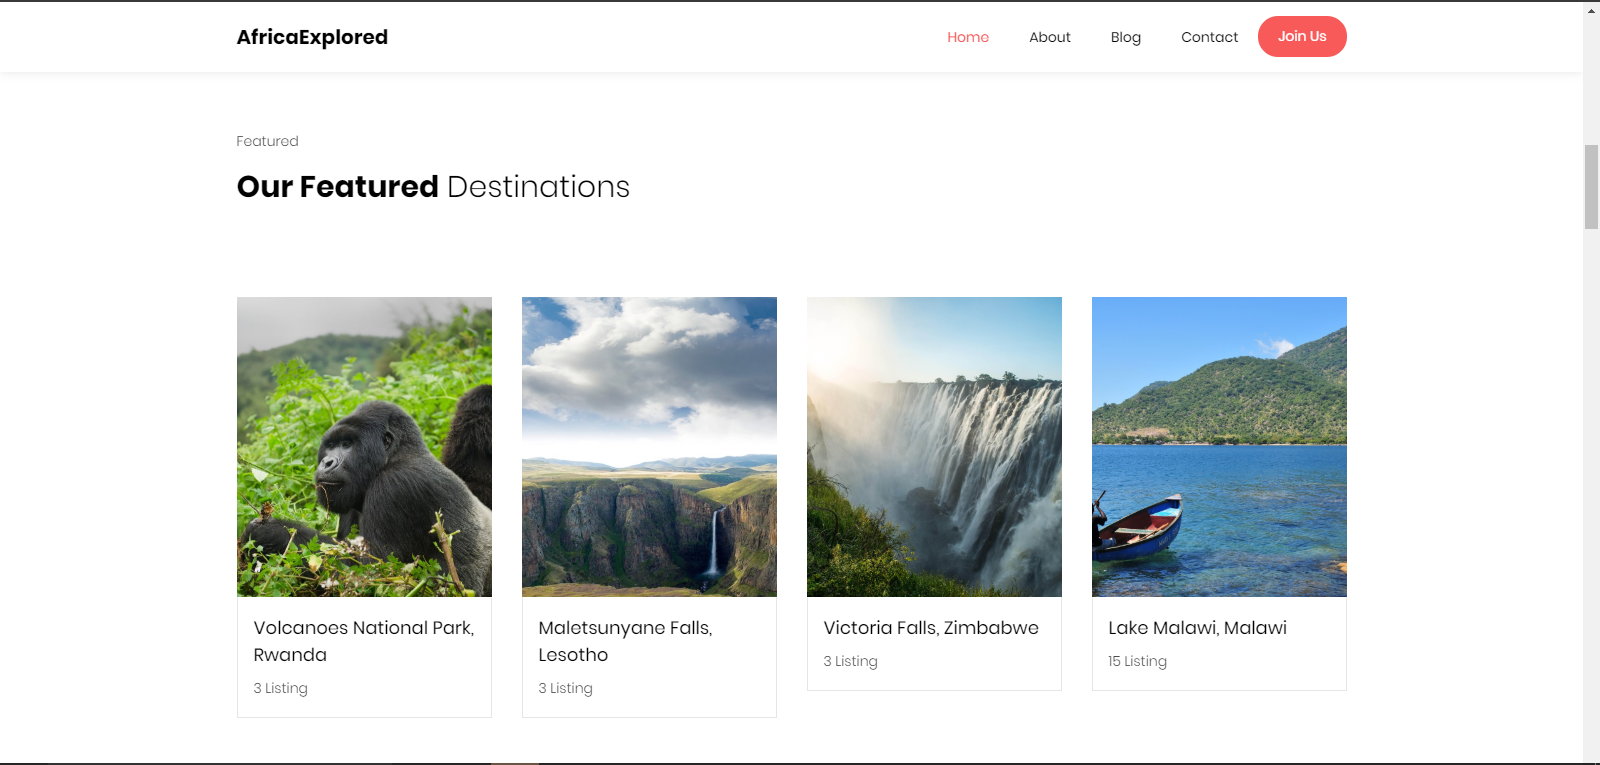 AfricaExplored
Home
About
Blog
Contact
Join Us
Featured
Our Featured Destinations
Volcanoes National Park,
Rwanda
3 Listing
Maletsunyane Falls,
Lesotho
3 Listing
Victoria Falls, Zimbabwe
3 Listing
Lake Malawi, Malawi
15 Listing